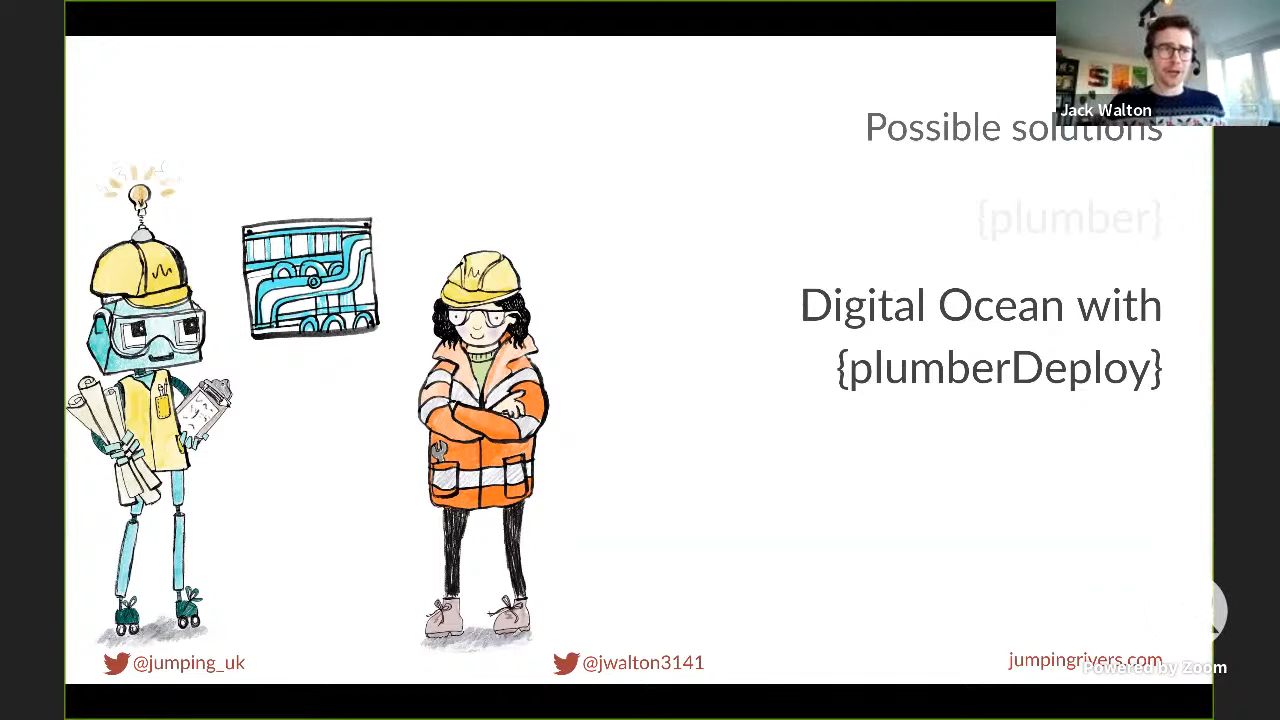 Jack Walton
Possible solutions
{plumber}
Digital Ocean with
{plumberDeploy}
@jumping_uk
@jwalton3141
jumpingrivers.com
Powered by Zoom